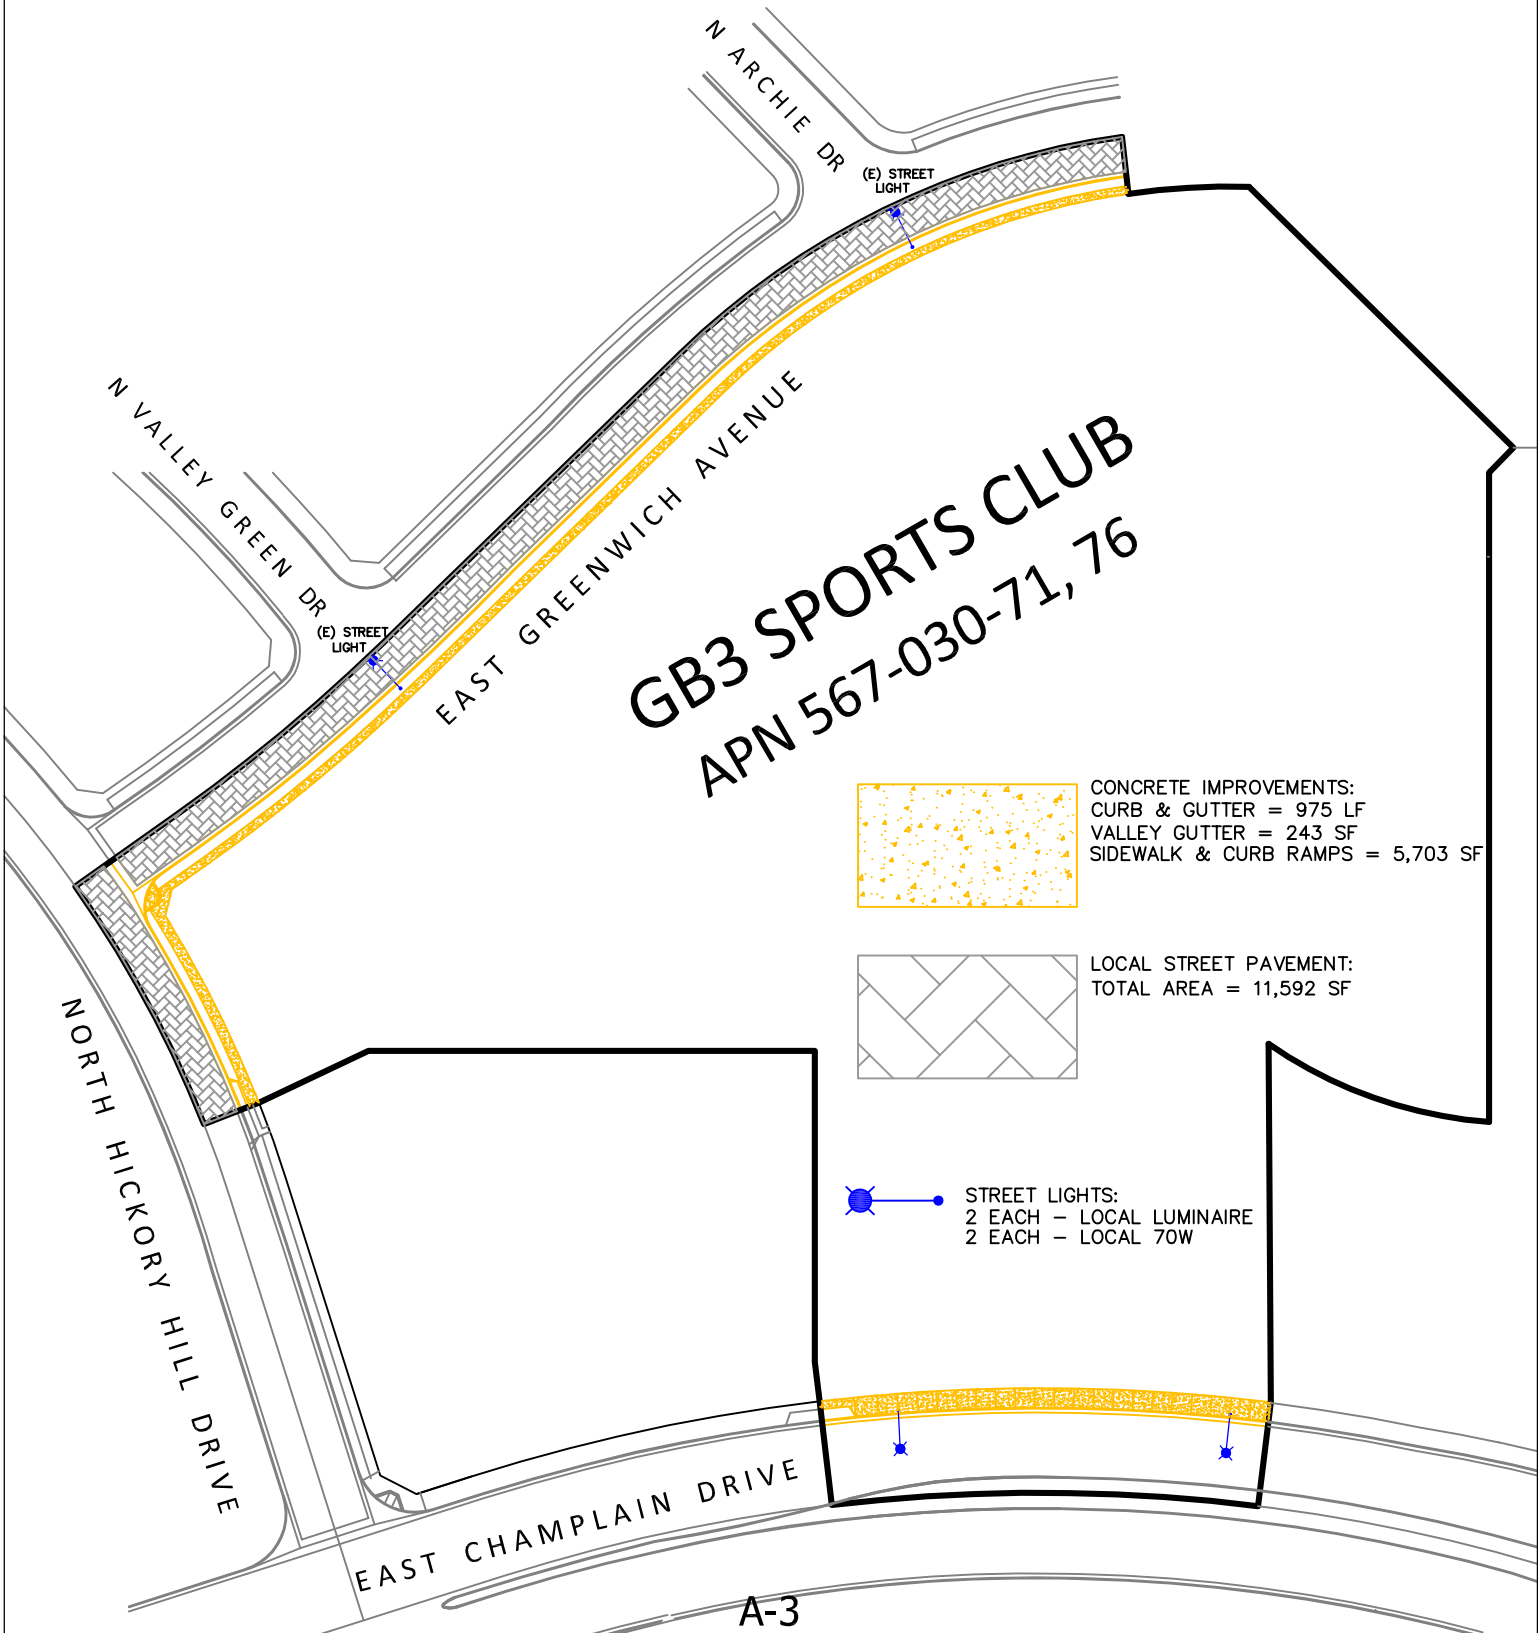 N ARCHIE DR
(E) STREET
LIGHT
N VALLEY GREEN DR
(E) STREET
LIGHT
EAST GREENWICH AVENUE
GB3 SPORTS CLUB
APN 567-030-71, 76
CONCRETE IMPROVEMENTS:
CURB & GUTTER = 975 LF
VALLEY GUTTER = 243 SF
SIDEWALK & CURB RAMPS = 5,703 SF
LOCAL STREET PAVEMENT:
TOTAL AREA = 11,592 SF
NORTH HICKORY HILL DRIVE
STREET LIGHTS:
2 EACH – LOCAL LUMINAIRE
2 EACH – LOCAL 70W
EAST CHAMPLAIN DRIVE
A-3